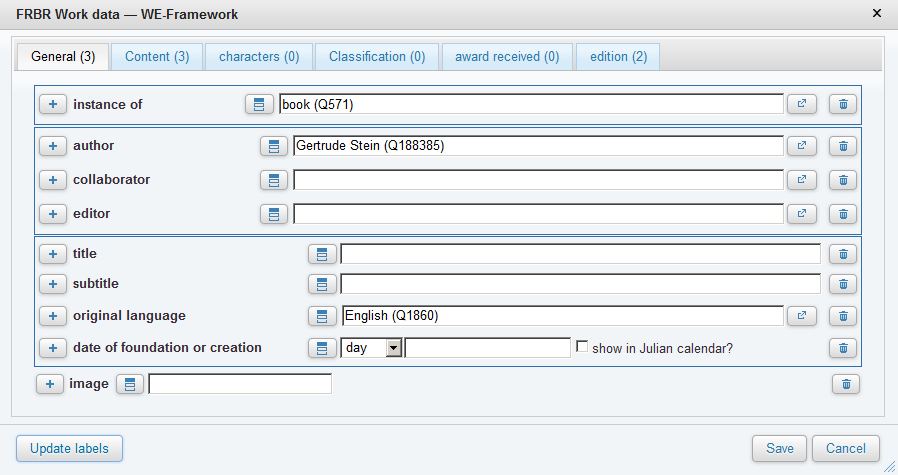 FRBR Work data — WE-Framework
General (3) Content (3) characters (0) Classification (0) award received (0) edition (2)
instance of book (Q571)
author Gertrude Stein (Q188385)
collaborator
editor
title
subtitle
original language English (Q1860)
date of foundation or creation day show in Julian calendar?
image
Update labels Save Cancel